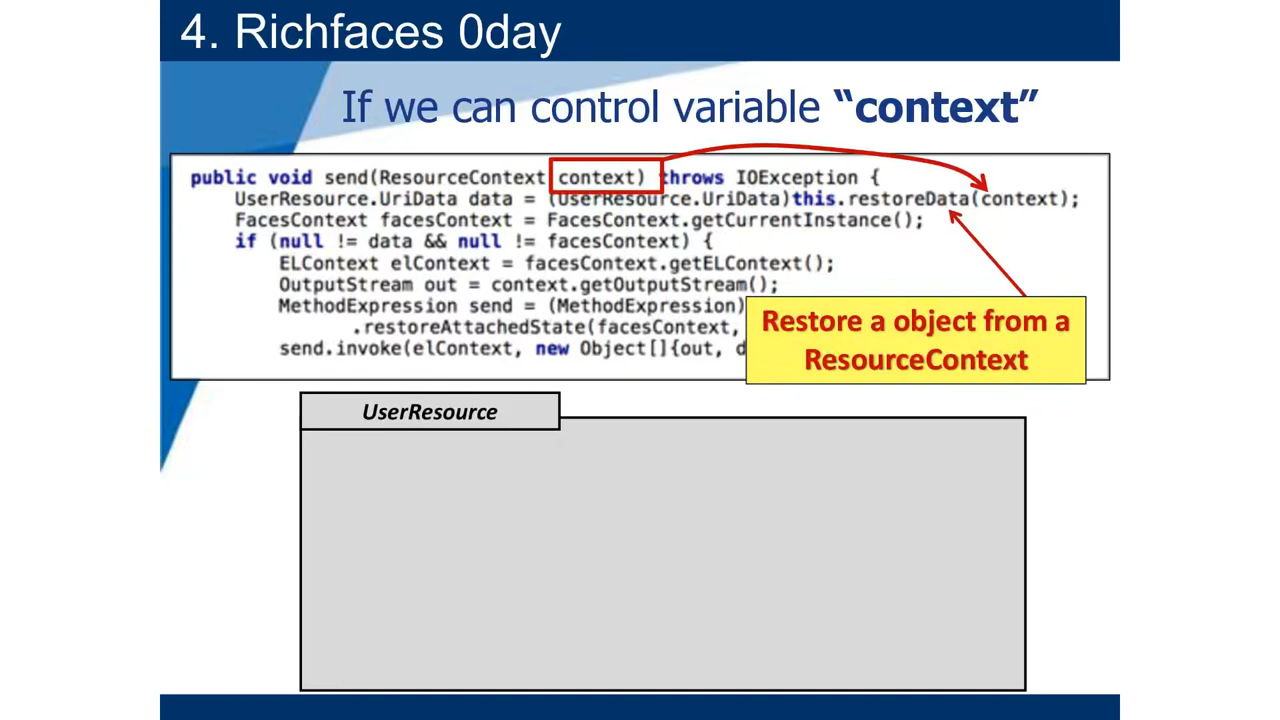 4. Richfaces 0day
If we can control variable “context”
public void send(ResourceContext context) throws IOException {
UserResource.UriData data = (UserResource.UriData)this.restoreData(context);
FacesContext facesContext = FacesContext.getCurrentInstance();
if (null != data && null != facesContext) {
ELContext elContext = facesContext.getELContext();
OutputStream out = context.getOutputStream();
MethodExpression send = (MethodExpression)
.restoreAttachedState(facesContext,
send.invoke(elContext, new Object[]{out, d
Restore a object from a
ResourceContext
UserResource